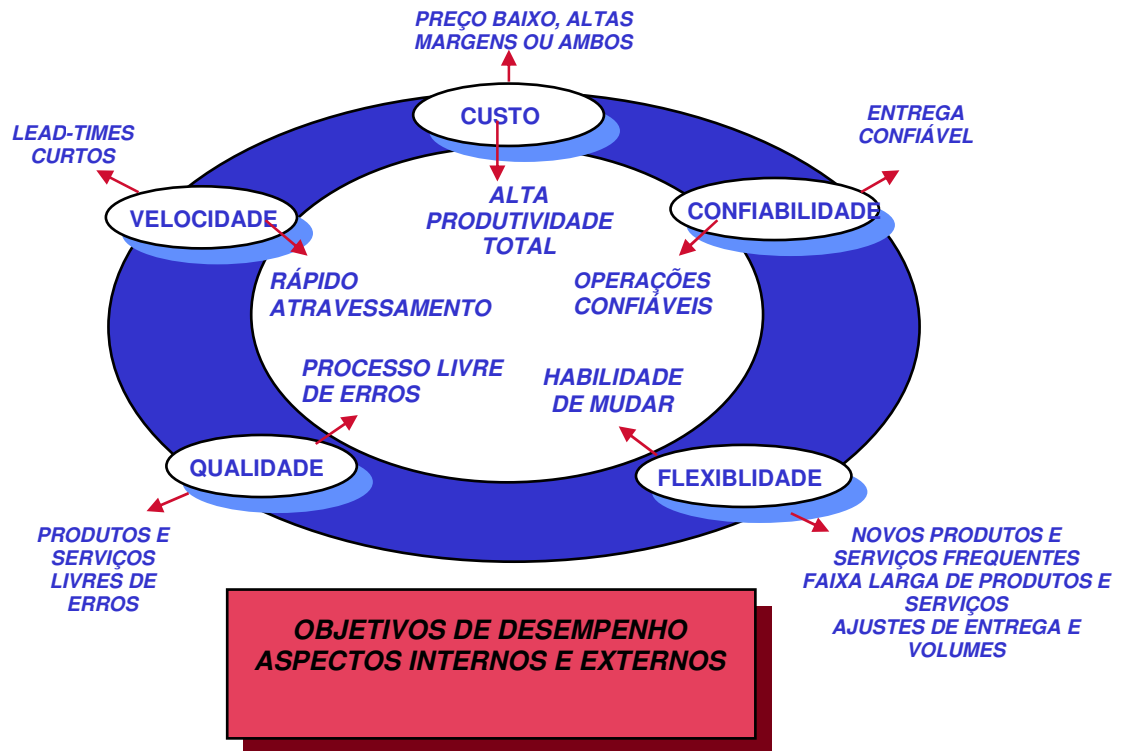 PREÇO BAIXO, ALTAS
MARGENS OU AMBOS
CUSTO
LEAD-TIMES
CURTOS
ENTREGA
CONFIÁVEL
VELOCIDADE
ALTA
PRODUTIVIDADE
TOTAL
CONFIABILIDADE
RÁPIDO
ATRAVESSAMENTO
OPERAÇÕES
CONFIÁVEIS
PROCESSO LIVRE
DE ERROS
HABILIDADE
DE MUDAR
QUALIDADE
FLEXIBLIDADE
PRODUTOS E
SERVIÇOS
LIVRES DE
ERROS
NOVOS PRODUTOS E
SERVIÇOS FREQUENTES
FAIXA LARGA DE PRODUTOS E
SERVIÇOS
AJUSTES DE ENTREGA E
VOLUMES
OBJETIVOS DE DESEMPENHO
ASPECTOS INTERNOS E EXTERNOS